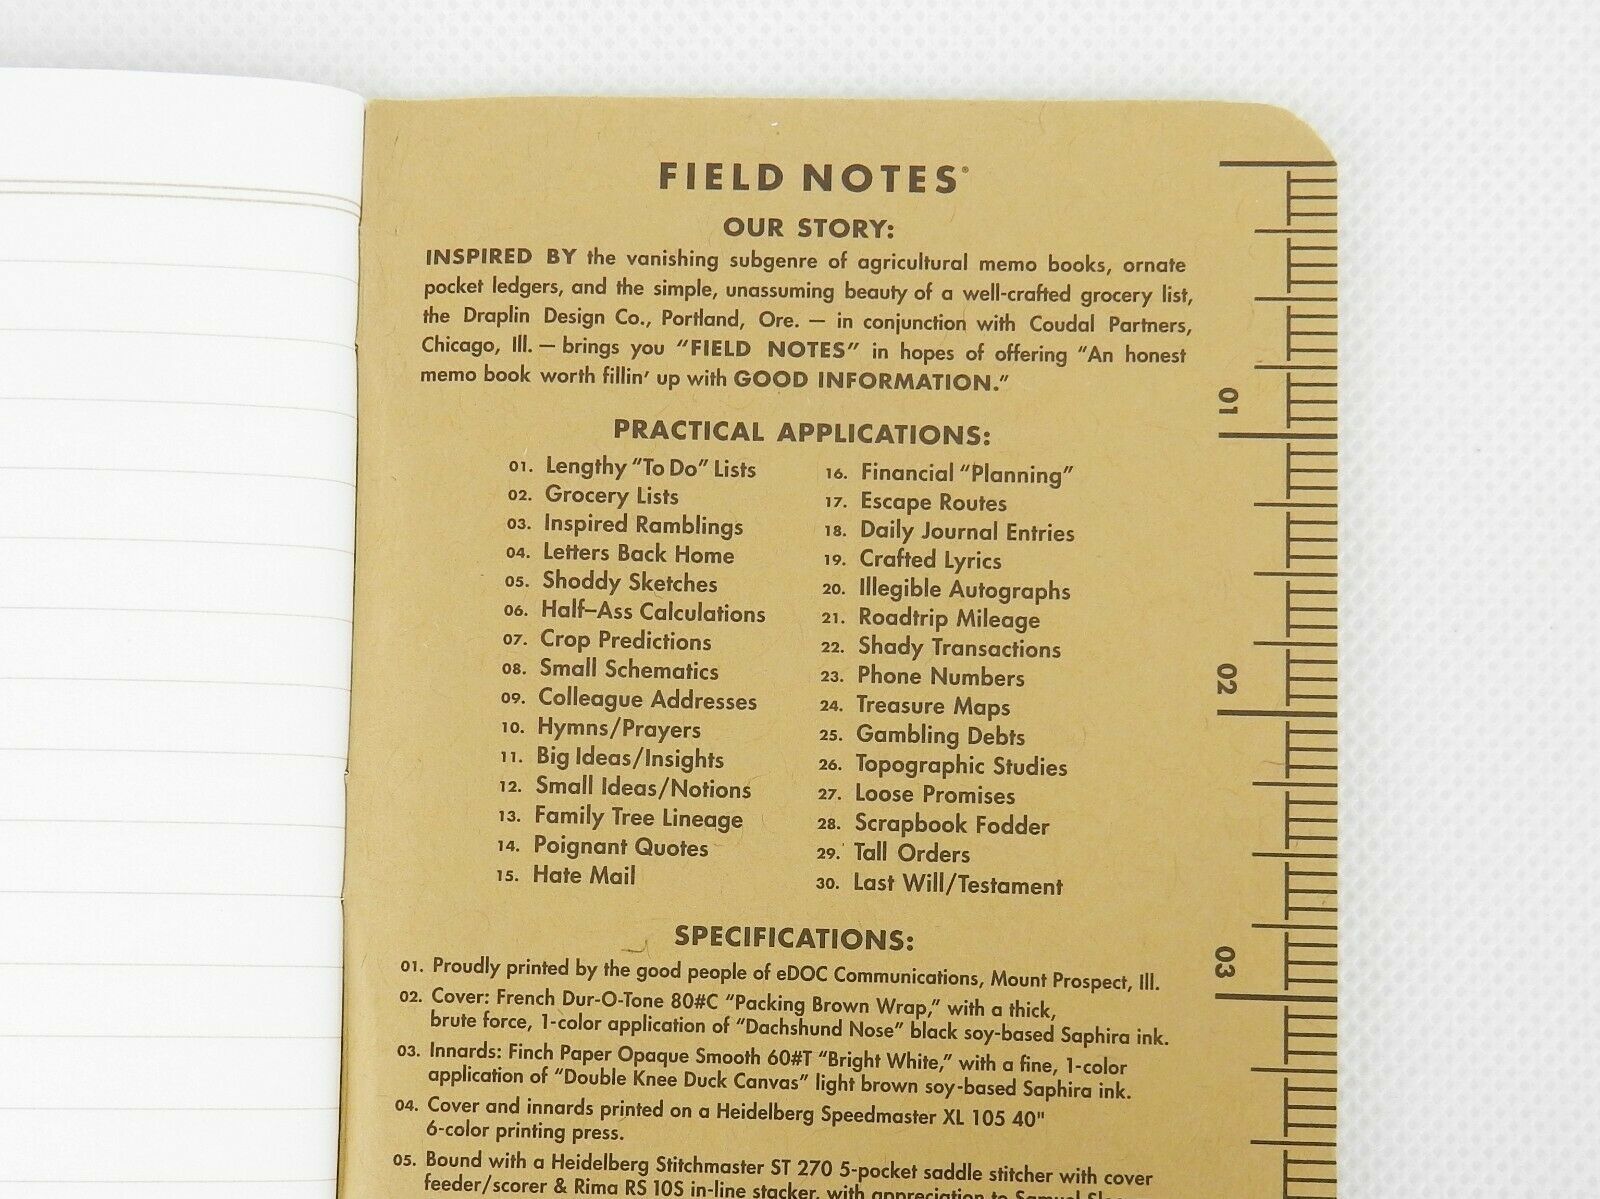 FIELD NOTES®
OUR STORY:
INSPIRED BY the vanishing subgenre of agricultural memo books, ornate
pocket ledgers, and the simple, unassuming beauty of a well-crafted grocery list,
the Draplin Design Co., Portland, Ore. — in conjunction with Coudal Partners,
Chicago, Ill. — brings you “FIELD NOTES” in hopes of offering “An honest
memo book worth fillin’ up with GOOD INFORMATION.”
PRACTICAL APPLICATIONS:
01. Lengthy “To Do” Lists
02. Grocery Lists
03. Inspired Ramblings
04. Letters Back Home
05. Shoddy Sketches
06. Half–Ass Calculations
07. Crop Predictions
08. Small Schematics
09. Colleague Addresses
10. Hymns/Prayers
11. Big Ideas/Insights
12. Small Ideas/Notions
13. Family Tree Lineage
14. Poignant Quotes
15. Hate Mail
16. Financial “Planning”
17. Escape Routes
18. Daily Journal Entries
19. Crafted Lyrics
20. Illegible Autographs
21. Roadtrip Mileage
22. Shady Transactions
23. Phone Numbers
24. Treasure Maps
25. Gambling Debts
26. Topographic Studies
27. Loose Promises
28. Scrapbook Fodder
29. Tall Orders
30. Last Will/Testament
SPECIFICATIONS:
01. Proudly printed by the good people of eDOC Communications, Mount Prospect, Ill.
02. Cover: French Dur-O-Tone 80#C “Packing Brown Wrap,” with a thick,
brute force, 1-color application of “Dachshund Nose” black soy-based Saphira ink.
03. Innards: Finch Paper Opaque Smooth 60#T “Bright White,” with a fine, 1-color
application of “Double Knee Duck Canvas” light brown soy-based Saphira ink.
04. Cover and innards printed on a Heidelberg Speedmaster XL 105 40"
6-color printing press.
05. Bound with a Heidelberg Stitchmaster ST 270 5-pocket saddle stitcher with cover
feeder/scorer & Rima RS 10S in-line stacker, with appreciation to Samuel
01
02
03